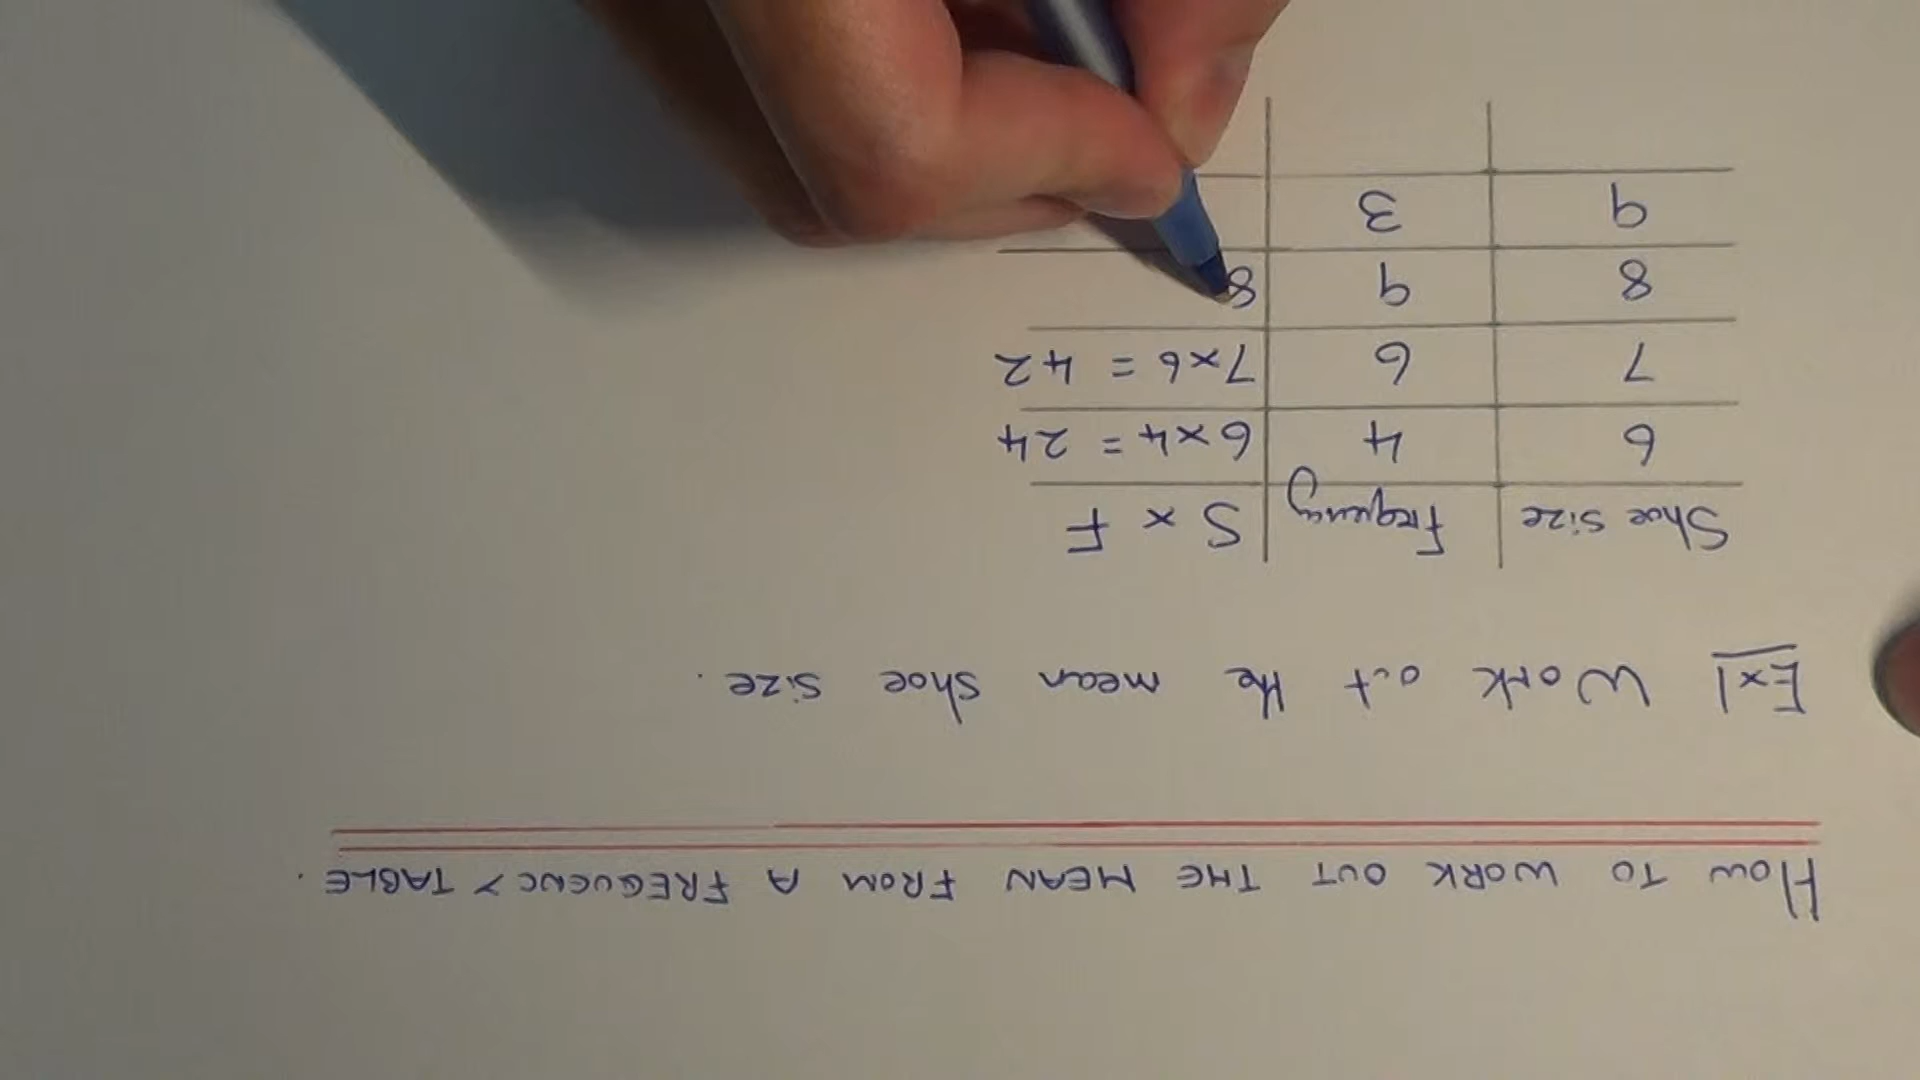 HOW TO WORK OUT THE MEAN FROM A FREQUENCY TABLE.
Ex1 Work out the mean shoe size.
Shoe size Frequency S × F
6 4 6×4 = 24
7 6 7×6 = 42
8 9 8
9 3